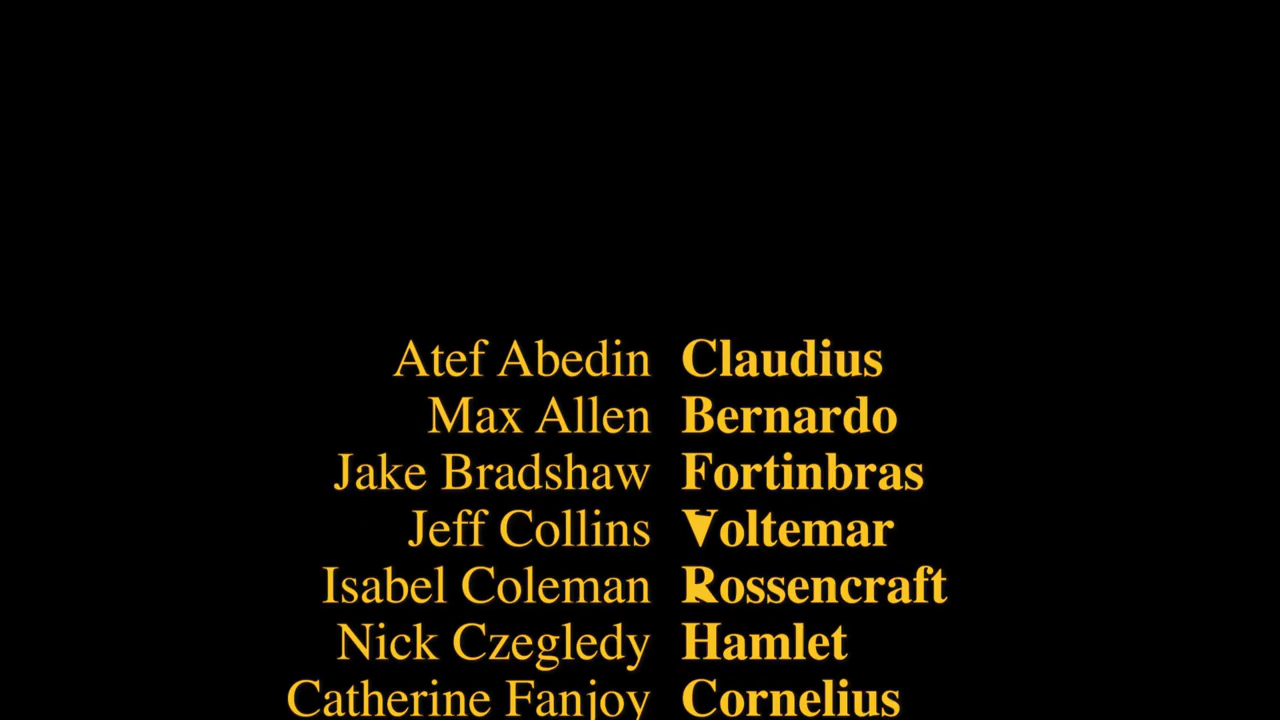 Atef Abedin Claudius
Max Allen Bernardo
Jake Bradshaw Fortinbras
Jeff Collins Voltemar
Isabel Coleman Rossencraft
Nick Czegledy Hamlet
Catherine Fanjoy Cornelius